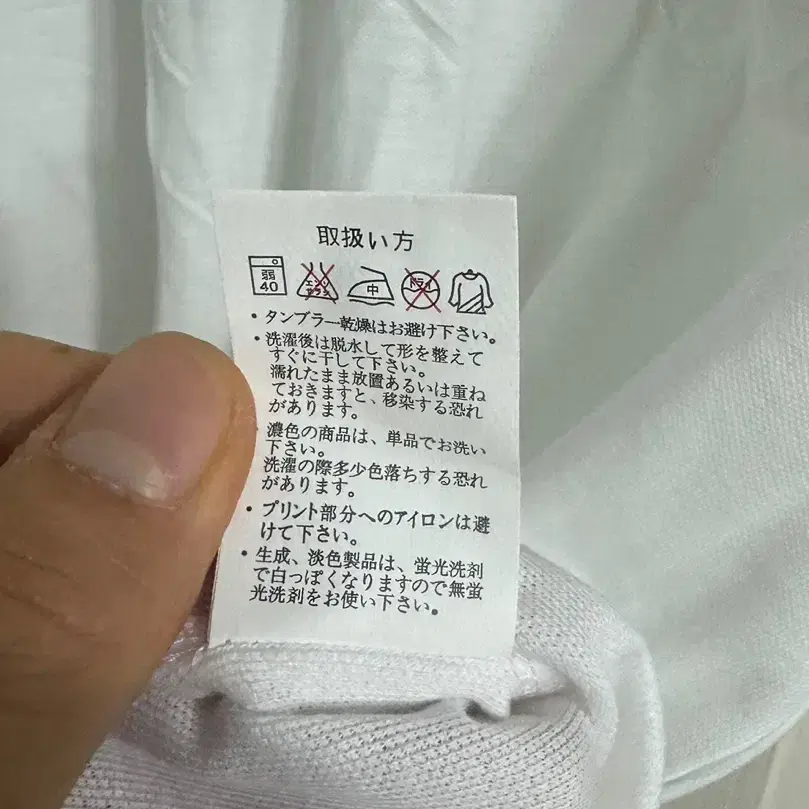 取扱い方
弱
40
エンソ
サラシ
中
ドライ
・タンブラー乾燥はお避け下さい。
・洗濯後は脱水して形を整えて
すぐに干して下さい。
濡れたまま放置あるいは重ね
ておきますと、移染する恐れ
があります。
濃色の商品は、単品でお洗い
下さい。
洗濯の際多少色落ちする恐れ
があります。
・プリント部分へのアイロンは避
けて下さい。
・生成、淡色製品は、蛍光洗剤
で白っぽくなりますので無蛍
光洗剤をお使い下さい。